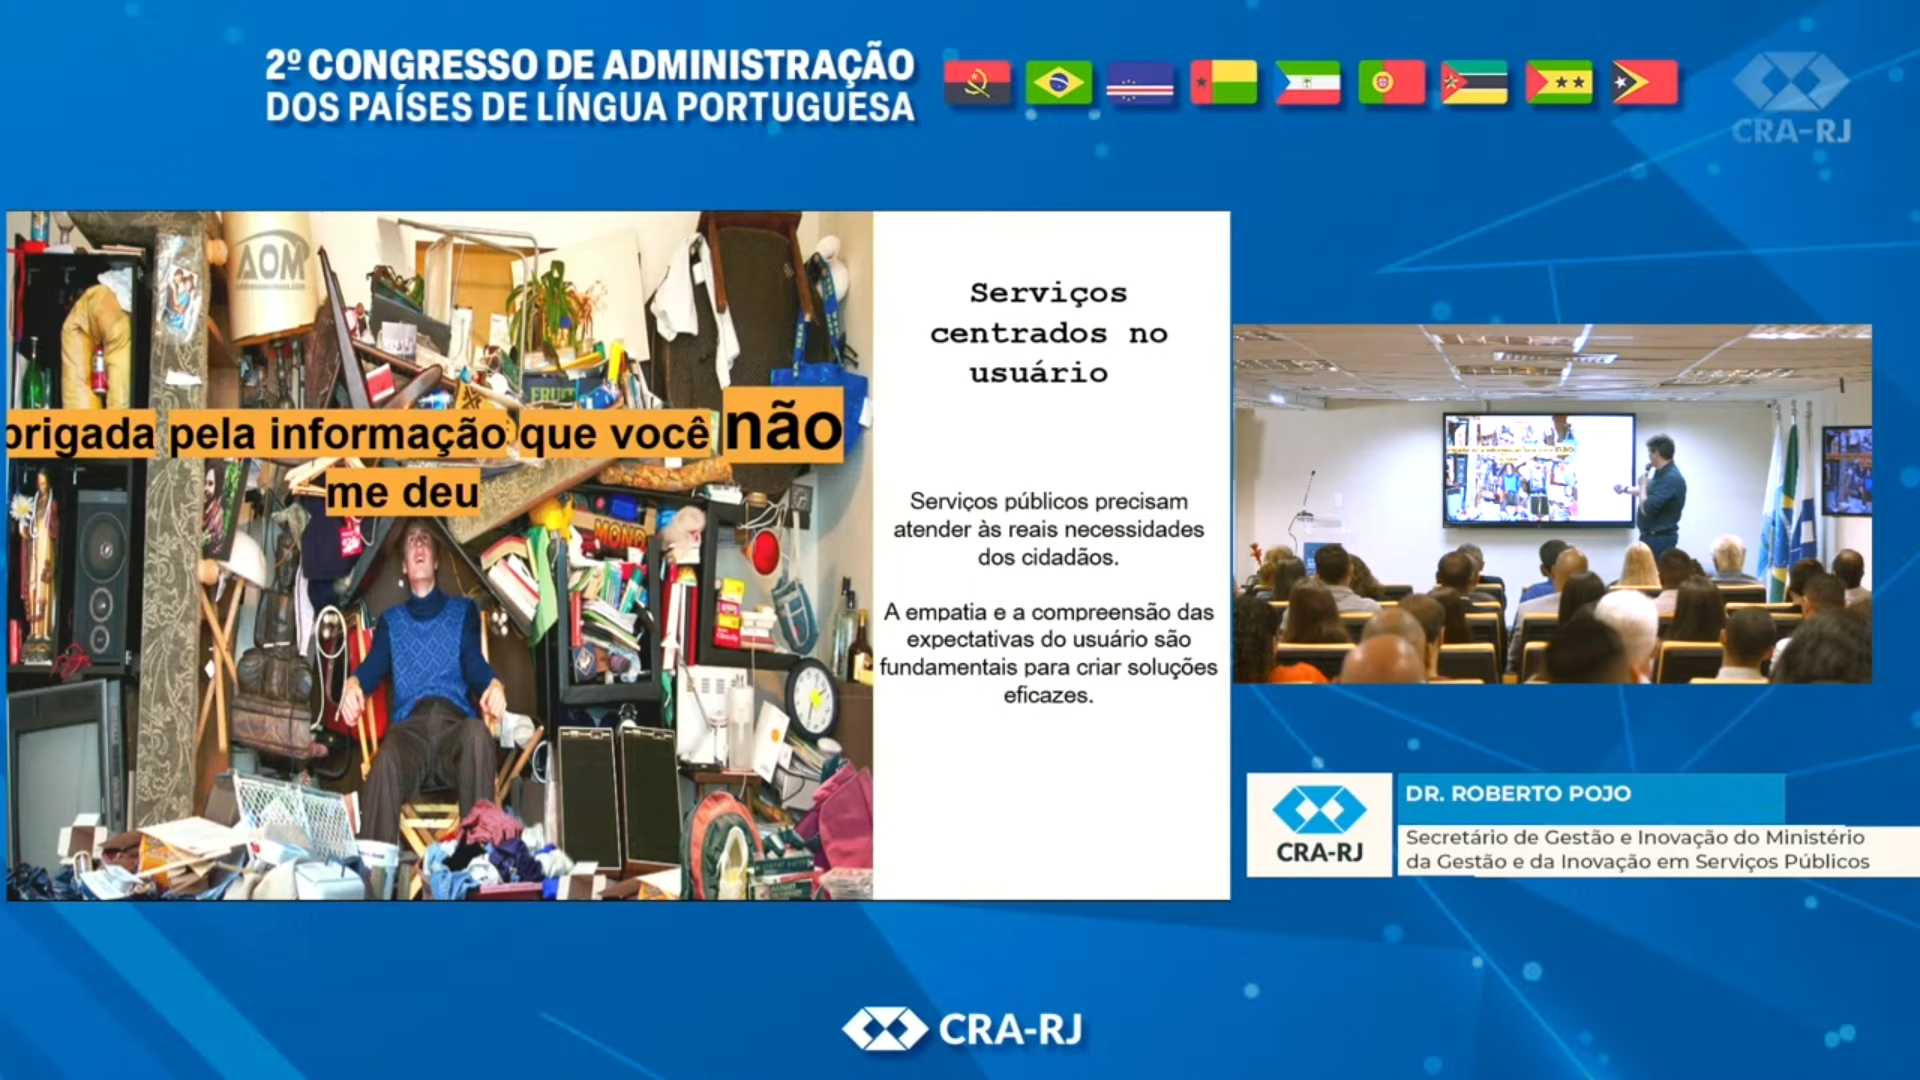 2º CONGRESSO DE ADMINISTRAÇÃO
DOS PAÍSES DE LÍNGUA PORTUGUESA
CRA-RJ
AOM
brigada pela informação que você não
me deu
FRUIT
MONO
Serviços
centrados no
usuário
Serviços públicos precisam
atender às reais necessidades
dos cidadãos.
A empatia e a compreensão das
expectativas do usuário são
fundamentais para criar soluções
eficazes.
CRA-RJ
DR. ROBERTO POJO
Secretário de Gestão e Inovação do Ministério
da Gestão e da Inovação em Serviços Públicos
CRA-RJ